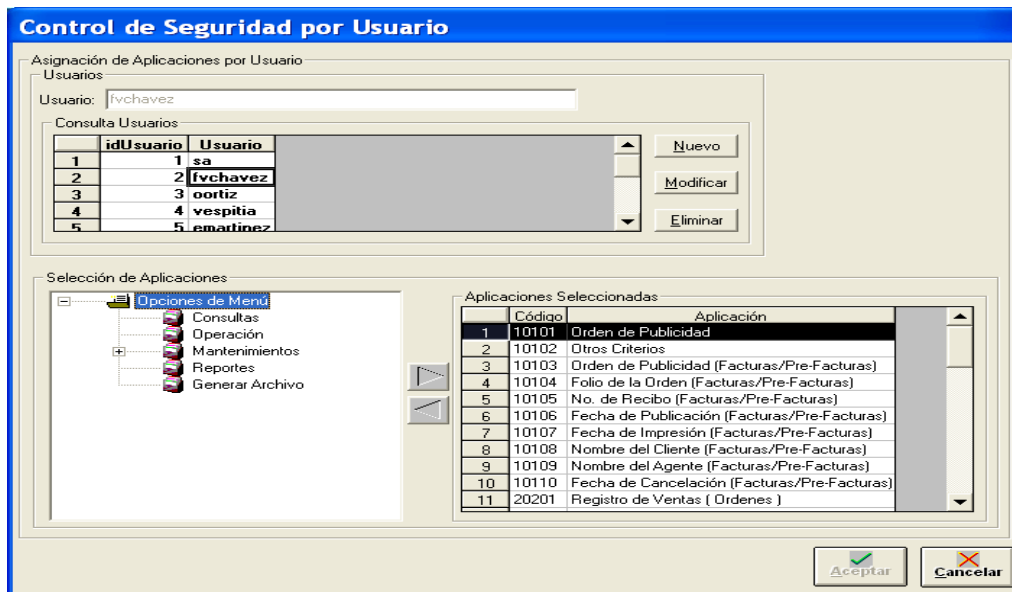 Control de Seguridad por Usuario
Asignación de Aplicaciones por Usuario
Usuarios
Usuario: fvchavez
Consulta Usuarios
idUsuario Usuario
1 1 sa
2 2 fvchavez
3 3 oortiz
4 4 vespitia
5 5 emartinez
Nuevo
Modificar
Eliminar
Selección de Aplicaciones
Opciones de Menú
Consultas
Operación
Mantenimientos
Reportes
Generar Archivo
Aplicaciones Seleccionadas
Código Aplicación
1 10101 Orden de Publicidad
2 10102 Otros Criterios
3 10103 Orden de Publicidad (Facturas/Pre-Facturas)
4 10104 Folio de la Orden (Facturas/Pre-Facturas)
5 10105 No. de Recibo (Facturas/Pre-Facturas)
6 10106 Fecha de Publicación (Facturas/Pre-Facturas)
7 10107 Fecha de Impresión (Facturas/Pre-Facturas)
8 10108 Nombre del Cliente (Facturas/Pre-Facturas)
9 10109 Nombre del Agente (Facturas/Pre-Facturas)
10 10110 Fecha de Cancelación (Facturas/Pre-Facturas)
11 20201 Registro de Ventas ( Ordenes )
Aceptar
Cancelar